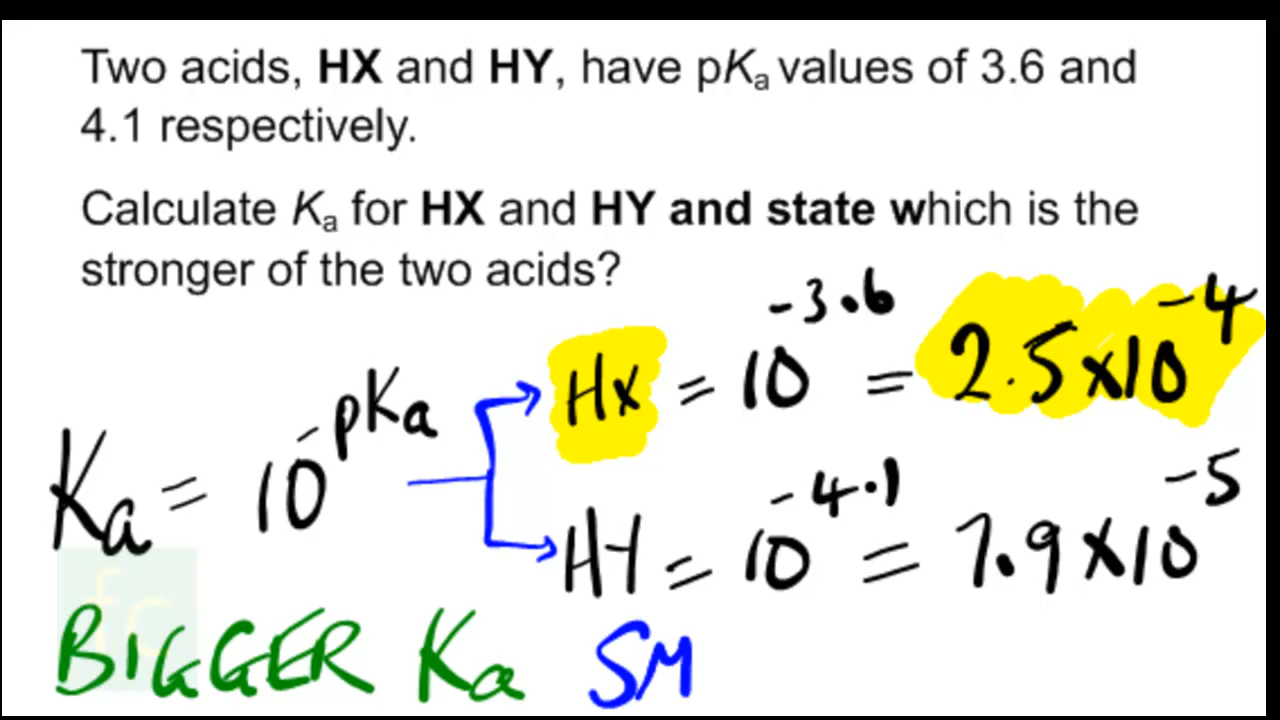 Two acids, HX and HY, have pKa values of 3.6 and
4.1 respectively.
Calculate Ka for HX and HY and state which is the
stronger of the two acids?
Ka = 10^-pKa
HX = 10^-3.6 = 2.5x10^-4
HY = 10^-4.1 = 7.9x10^-5
fc
BIGGER Ka SM